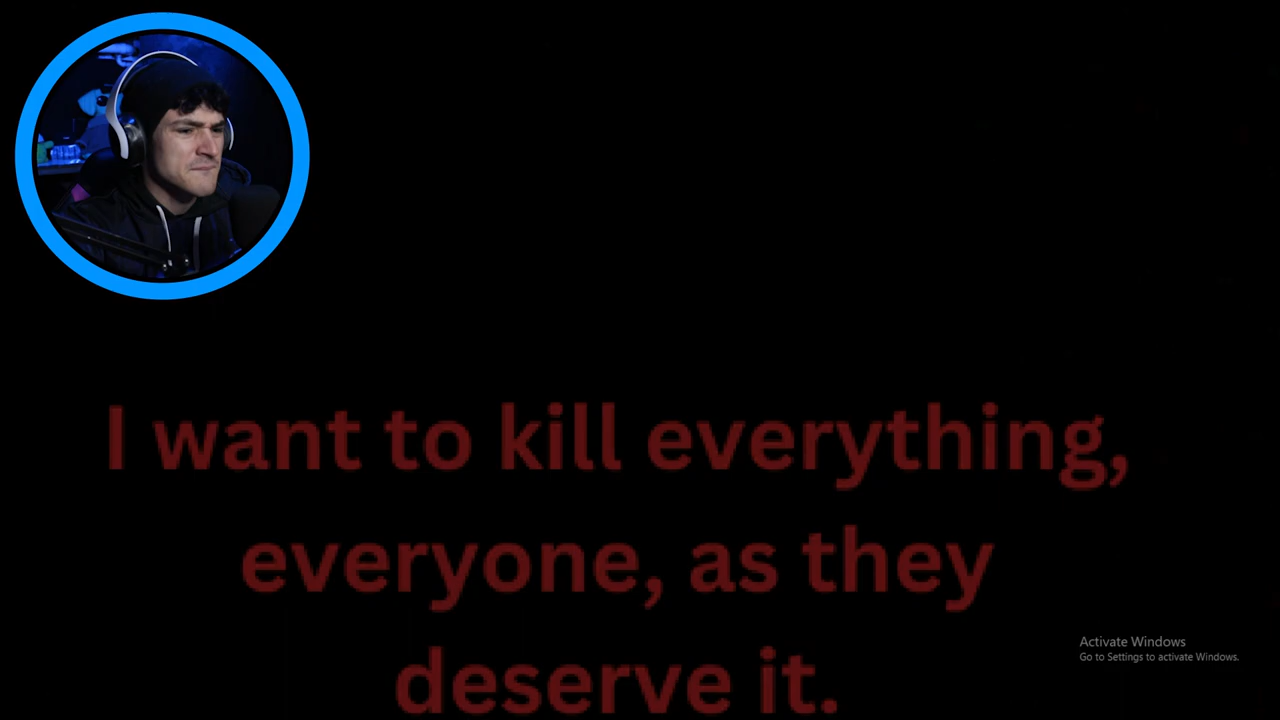 I want to kill everything,
everyone, as they
deserve it.
Activate Windows
Go to Settings to activate Windows.